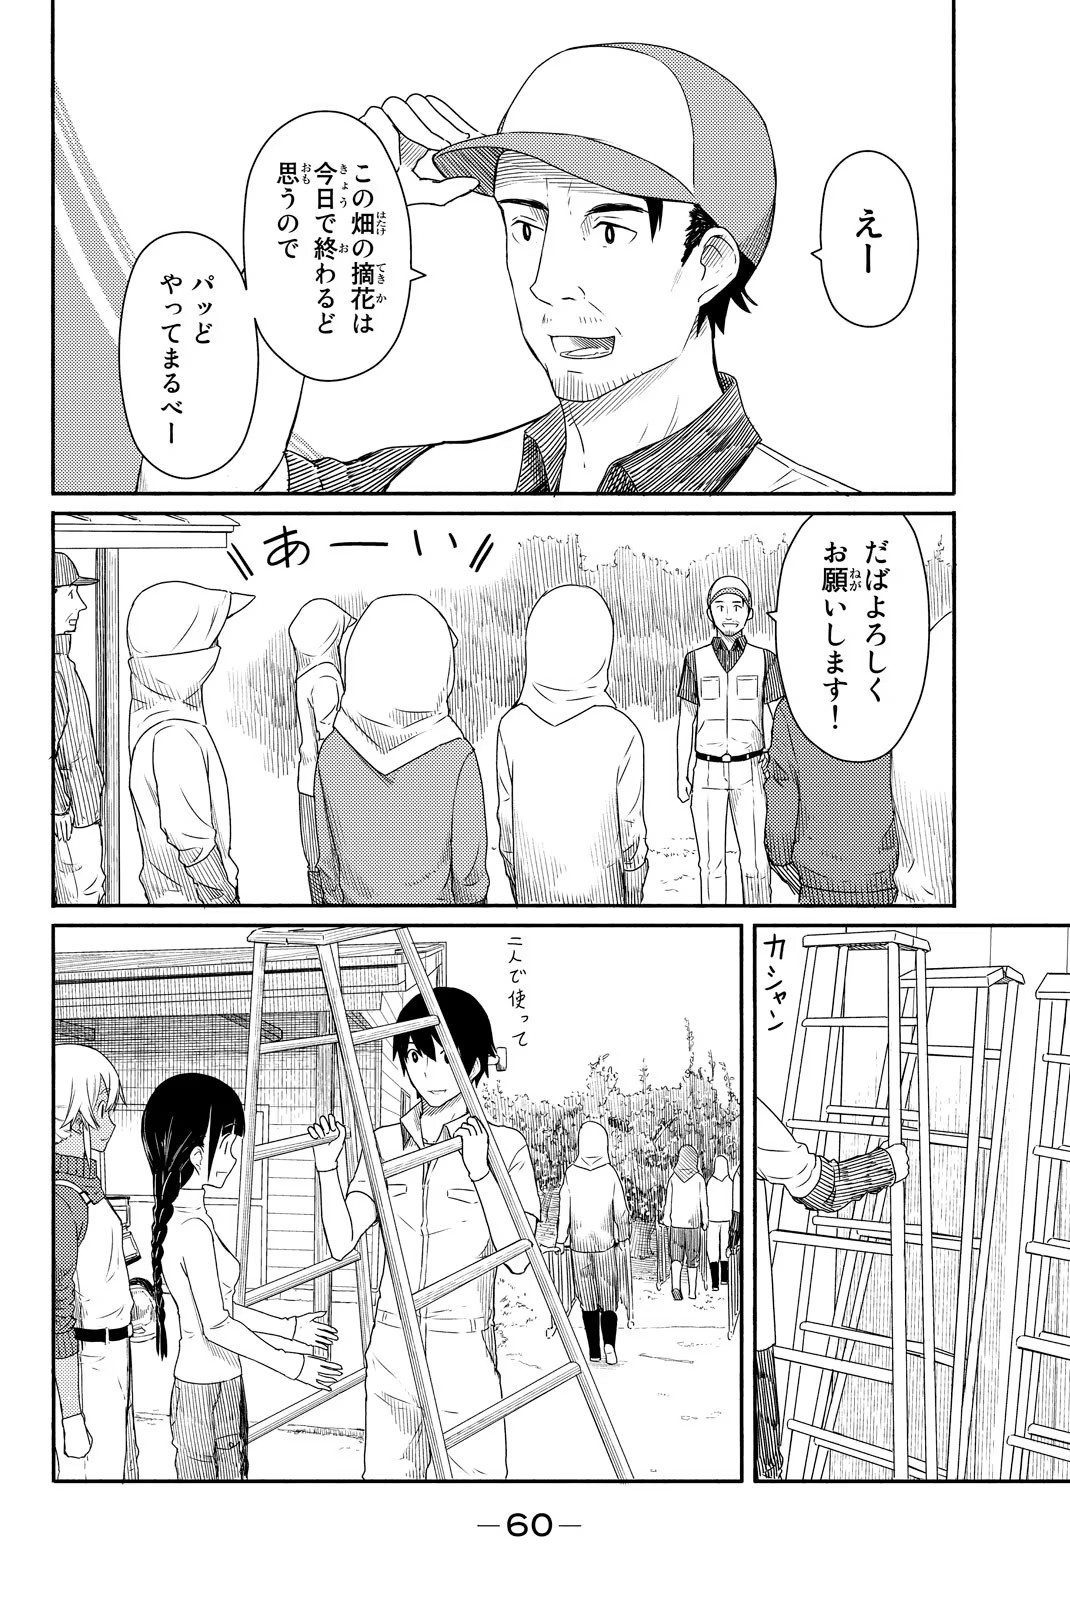 えー
この畑の摘花は
今日で終わるど
思うので
パッど
やってまるべー
だばよろしく
お願いします!
あーい
カシャン
二人で使って
—60—